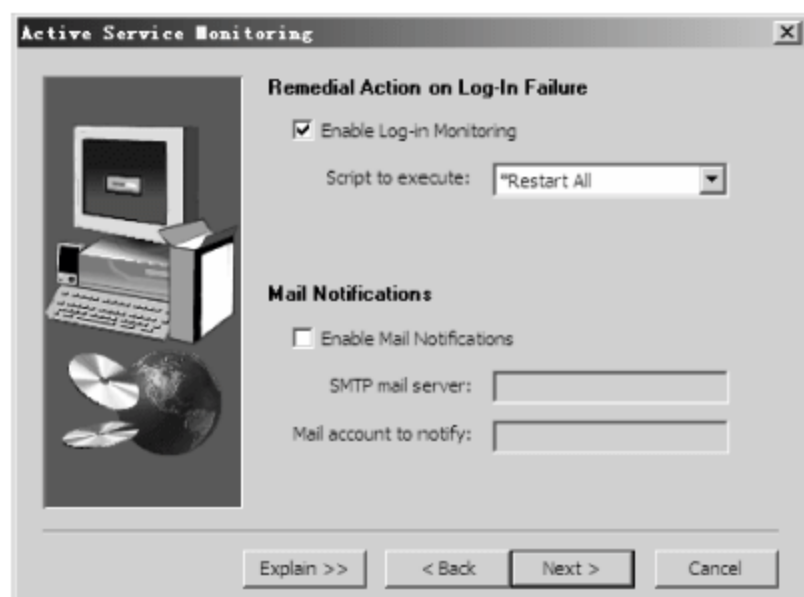 Active Service Monitoring
Remedial Action on Log-In Failure
Enable Log-in Monitoring
Script to execute: *Restart All
Mail Notifications
Enable Mail Notifications
SMTP mail server:
Mail account to notify:
Explain >> < Back Next > Cancel